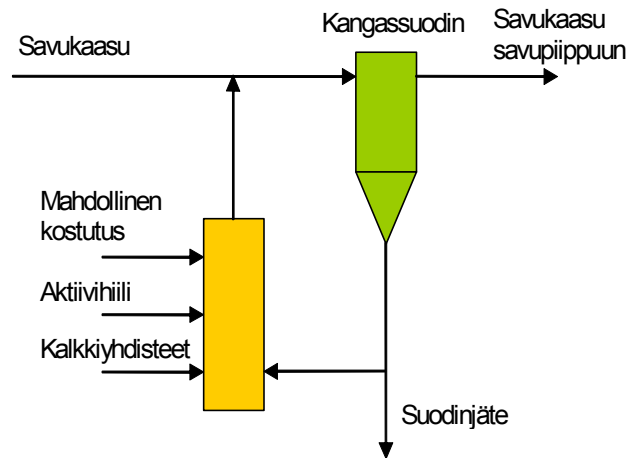 Savukaasu
Kangassuodin
Savukaasu
savupiippuun
Mahdollinen
kostutus
Aktiivihiili
Kalkkiyhdisteet
Suodinjäte